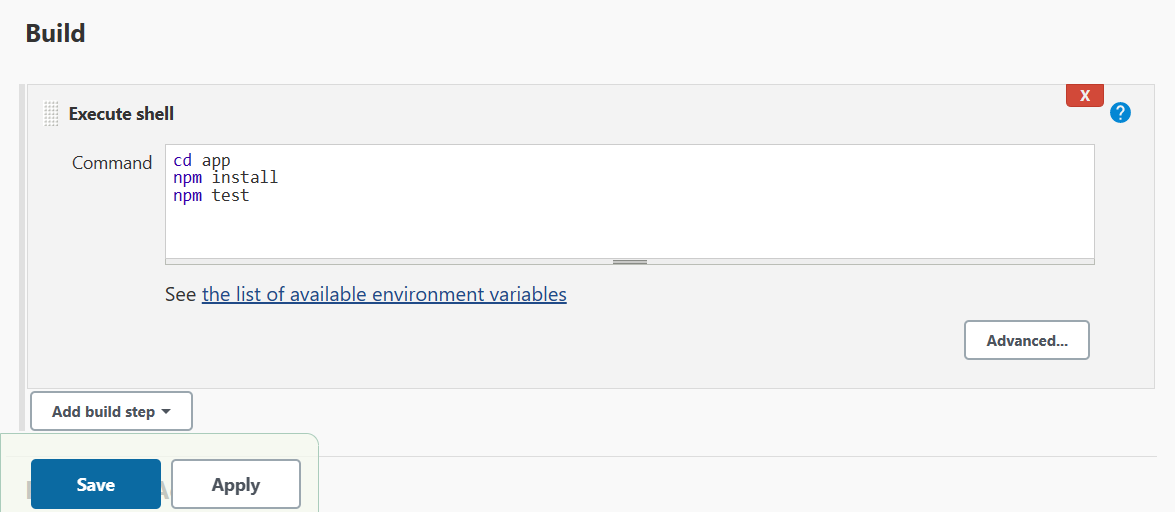 Build
X
Execute shell
?
Command
cd app
npm install
npm test
See the list of available environment variables
Advanced...
Add build step
Save
Apply